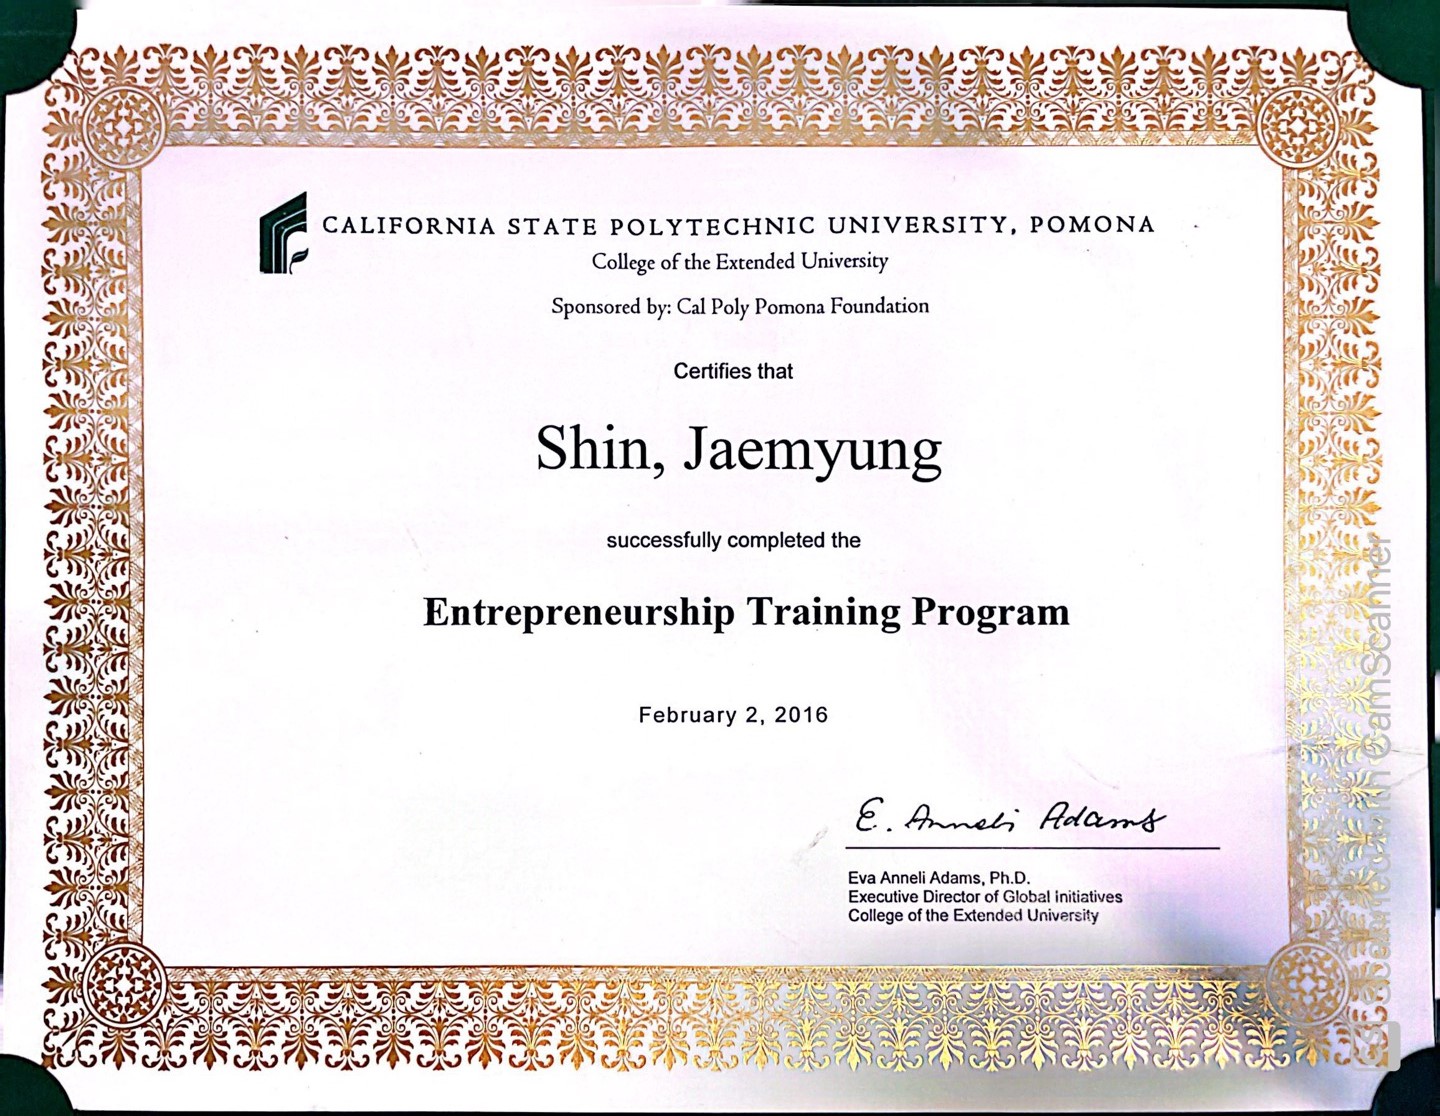 CALIFORNIA STATE POLYTECHNIC UNIVERSITY, POMONA
College of the Extended University
Sponsored by: Cal Poly Pomona Foundation
Certifies that
Shin, Jaemyung
successfully completed the
Entrepreneurship Training Program
February 2, 2016
E. Anneli Adams
Eva Anneli Adams, Ph.D.
Executive Director of Global Initiatives
College of the Extended University
Scanned with CamScanner